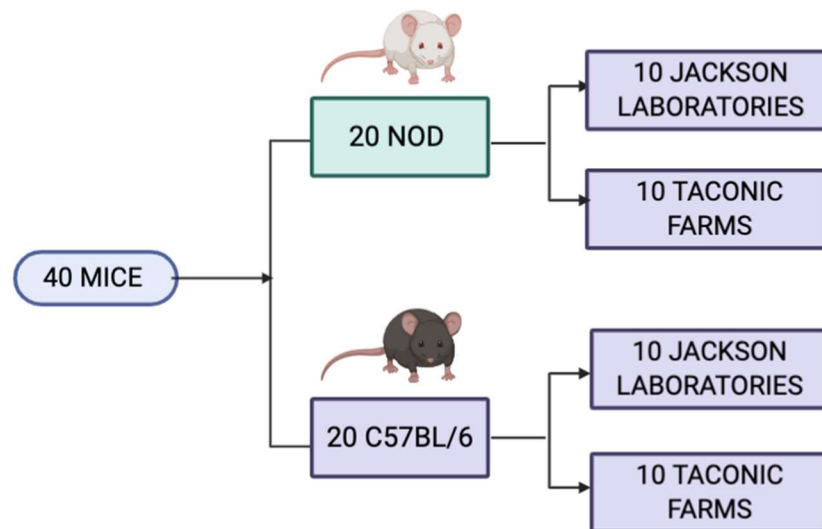 20 NOD
10 JACKSON
LABORATORIES
10 TACONIC
FARMS
40 MICE
20 C57BL/6
10 JACKSON
LABORATORIES
10 TACONIC
FARMS